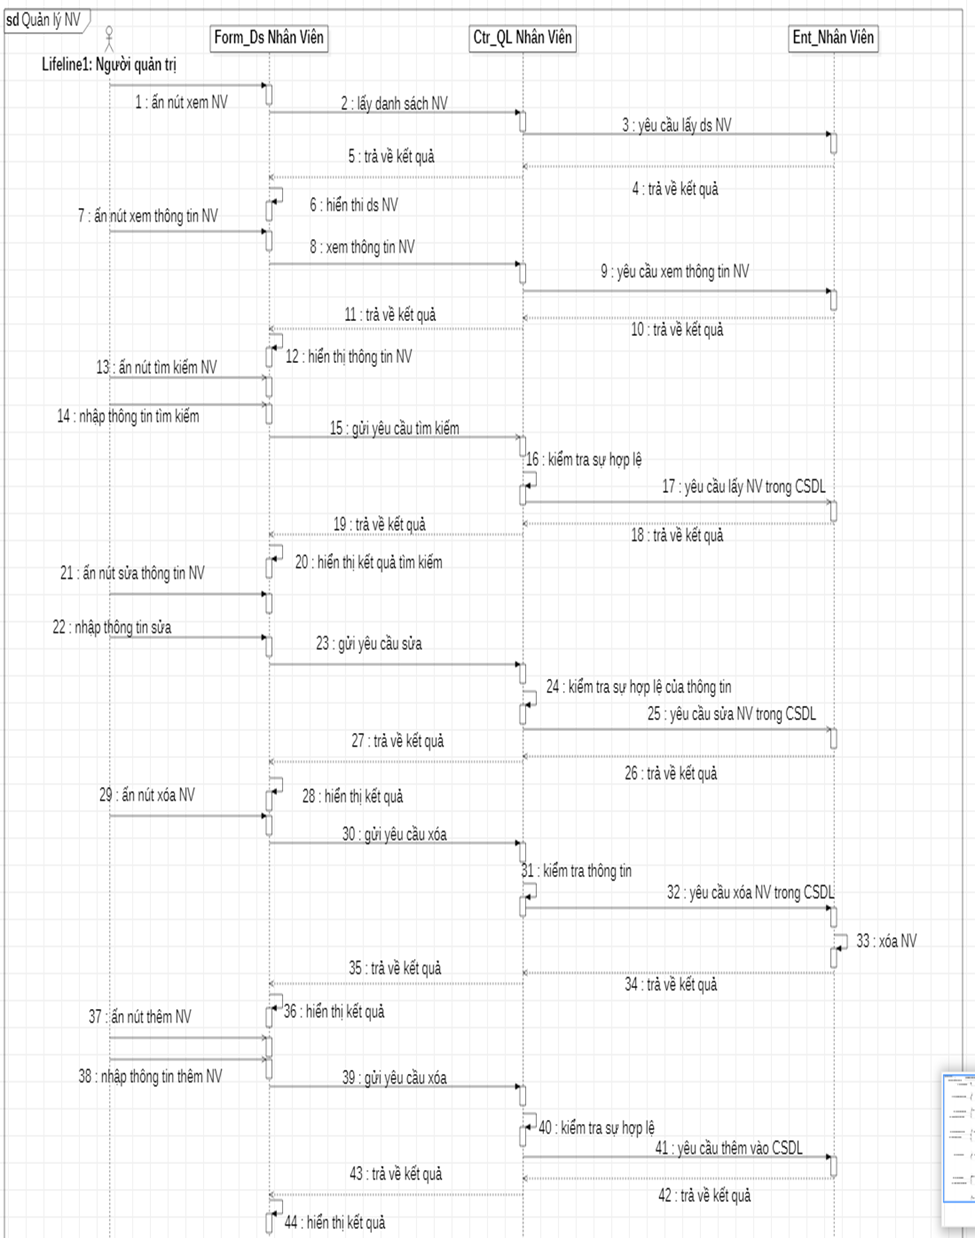 sd Quản lý NV
Form_Ds Nhân Viên
Ctr_QL Nhân Viên
Ent_Nhân Viên
Lifeline1: Người quản trị
1 : ấn nút xem NV
2 : lấy danh sách NV
3 : yêu cầu lấy ds NV
4 : trả về kết quả
5 : trả về kết quả
6 : hiển thi ds NV
7 : ấn nút xem thông tin NV
8 : xem thông tin NV
9 : yêu cầu xem thông tin NV
10 : trả về kết quả
11 : trả về kết quả
12 : hiển thị thông tin NV
13 : ấn nút tìm kiếm NV
14 : nhập thông tin tìm kiếm
15 : gửi yêu cầu tìm kiếm
16 : kiểm tra sự hợp lệ
17 : yêu cầu lấy NV trong CSDL
18 : trả về kết quả
19 : trả về kết quả
20 : hiển thị kết quả tìm kiếm
21 : ấn nút sửa thông tin NV
22 : nhập thông tin sửa
23 : gửi yêu cầu sửa
24 : kiểm tra sự hợp lệ của thông tin
25 : yêu cầu sửa NV trong CSDL
26 : trả về kết quả
27 : trả về kết quả
28 : hiển thị kết quả
29 : ấn nút xóa NV
30 : gửi yêu cầu xóa
31 : kiểm tra thông tin
32 : yêu cầu xóa NV trong CSDL
33 : xóa NV
34 : trả về kết quả
35 : trả về kết quả
36 : hiển thị kết quả
37 : ấn nút thêm NV
38 : nhập thông tin thêm NV
39 : gửi yêu cầu xóa
40 : kiểm tra sự hợp lệ
41 : yêu cầu thêm vào CSDL
42 : trả về kết quả
43 : trả về kết quả
44 : hiển thị kết quả